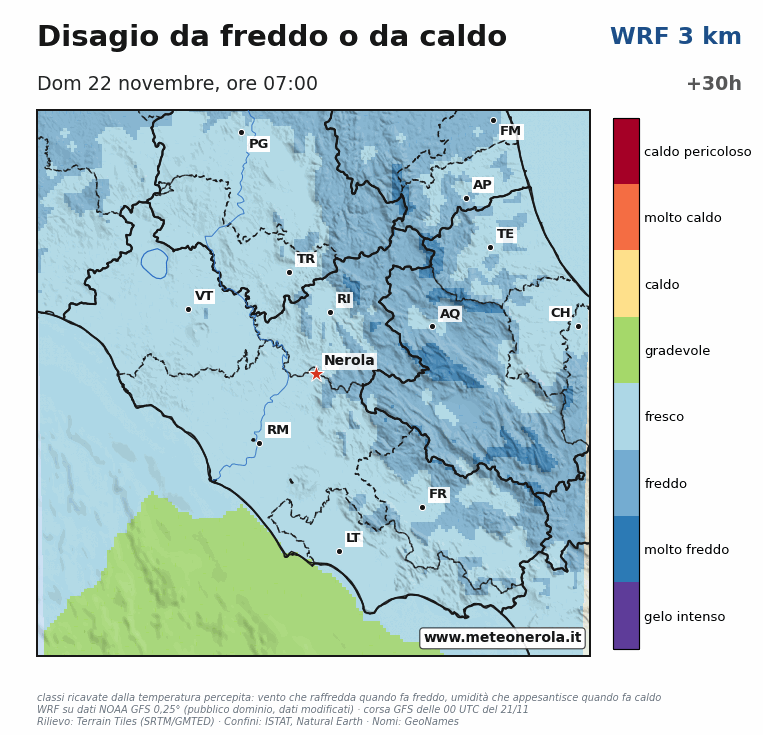 Disagio da freddo o da caldo
WRF 3 km
Dom 22 novembre, ore 07:00
+30h
FM
PG
AP
TE
TR
VT
RI
AQ
CH
Nerola
RM
FR
LT
www.meteonerola.it
caldo pericoloso
molto caldo
caldo
gradevole
fresco
freddo
molto freddo
gelo intenso
classi ricavate dalla temperatura percepita: vento che raffredda quando fa freddo, umidità che appesantisce quando fa caldo
WRF su dati NOAA GFS 0,25° (pubblico dominio, dati modificati) · corsa GFS delle 00 UTC del 21/11
Rilievo: Terrain Tiles (SRTM/GMTED) · Confini: ISTAT, Natural Earth · Nomi: GeoNames